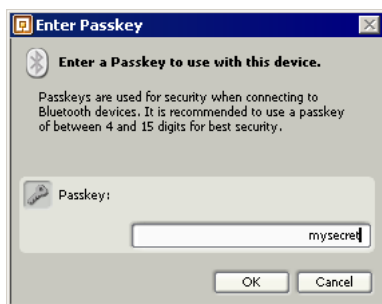 Enter Passkey
Enter a Passkey to use with this device.
Passkeys are used for security when connecting to
Bluetooth devices. It is recommended to use a passkey
of between 4 and 15 digits for best security.
Passkey:
mysecret
OK Cancel